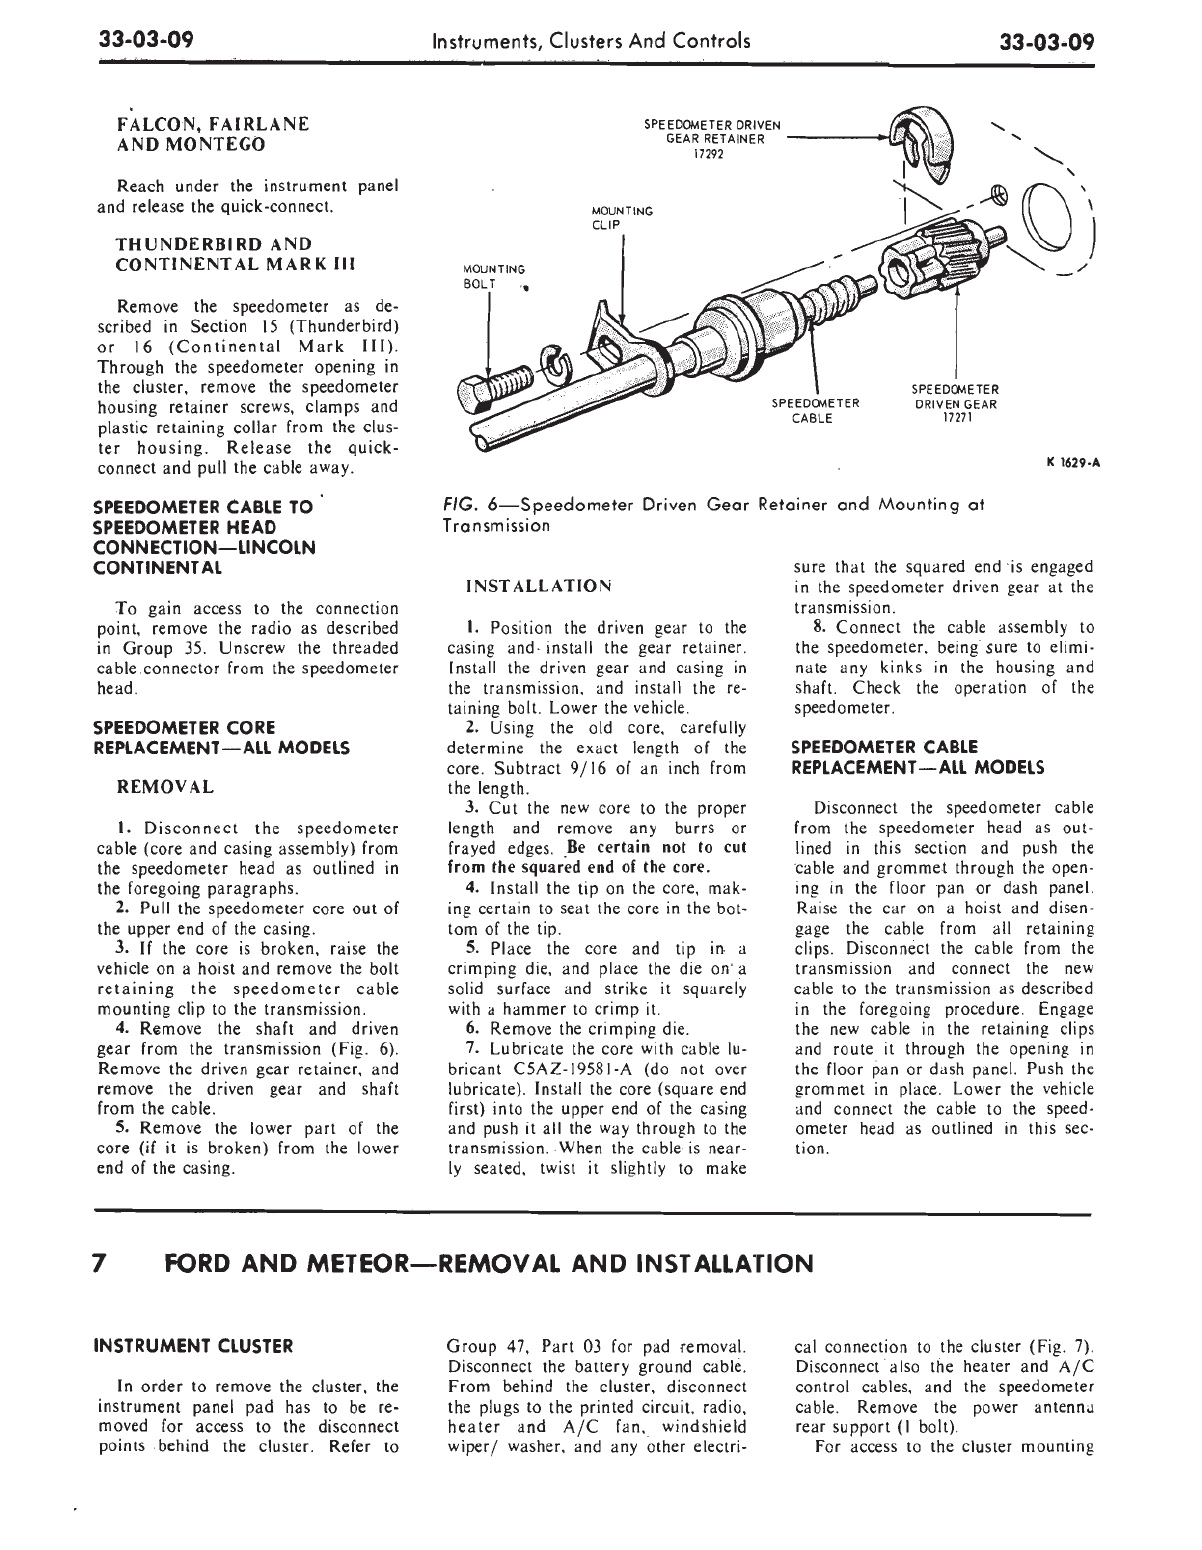 33-03-09
Instruments, Clusters And Controls
33-03-09
FALCON, FAIRLANE
AND MONTEGO
Reach under the instrument panel
and release the quick-connect.
THUNDERBIRD AND
CONTINENTAL MARK III
Remove the speedometer as de-
scribed in Section 15 (Thunderbird)
or 16 (Continental Mark III).
Through the speedometer opening in
the cluster, remove the speedometer
housing retainer screws, clamps and
plastic retaining collar from the clus-
ter housing. Release the quick-
connect and pull the cable away.
SPEEDOMETER CABLE TO
SPEEDOMETER HEAD
CONNECTION—LINCOLN
CONTINENTAL
To gain access to the connection
point, remove the radio as described
in Group 35. Unscrew the threaded
cable connector from the speedometer
head.
SPEEDOMETER CORE
REPLACEMENT—ALL MODELS
REMOVAL
1. Disconnect the speedometer
cable (core and casing assembly) from
the speedometer head as outlined in
the foregoing paragraphs.
2. Pull the speedometer core out of
the upper end of the casing.
3. If the core is broken, raise the
vehicle on a hoist and remove the bolt
retaining the speedometer cable
mounting clip to the transmission.
4. Remove the shaft and driven
gear from the transmission (Fig. 6).
Remove the driven gear retainer, and
remove the driven gear and shaft
from the cable.
5. Remove the lower part of the
core (if it is broken) from the lower
end of the casing.
SPEEDOMETER DRIVEN
GEAR RETAINER
17292
MOUNTING
CLIP
MOUNTING
BOLT
SPEEDOMETER
CABLE
SPEEDOMETER
DRIVEN GEAR
17271
K 1629-A
FIG. 6—Speedometer Driven Gear Retainer and Mounting at
Transmission
INSTALLATION
1. Position the driven gear to the
casing and install the gear retainer.
Install the driven gear and casing in
the transmission, and install the re-
taining bolt. Lower the vehicle.
2. Using the old core, carefully
determine the exact length of the
core. Subtract 9/16 of an inch from
the length.
3. Cut the new core to the proper
length and remove any burrs or
frayed edges. Be certain not to cut
from the squared end of the core.
4. Install the tip on the core, mak-
ing certain to seat the core in the bot-
tom of the tip.
5. Place the core and tip in a
crimping die, and place the die on a
solid surface and strike it squarely
with a hammer to crimp it.
6. Remove the crimping die.
7. Lubricate the core with cable lu-
bricant C5AZ-19581-A (do not over
lubricate). Install the core (square end
first) into the upper end of the casing
and push it all the way through to the
transmission. When the cable is near-
ly seated, twist it slightly to make
sure that the squared end is engaged
in the speedometer driven gear at the
transmission.
8. Connect the cable assembly to
the speedometer, being sure to elimi-
nate any kinks in the housing and
shaft. Check the operation of the
speedometer.
SPEEDOMETER CABLE
REPLACEMENT—ALL MODELS
Disconnect the speedometer cable
from the speedometer head as out-
lined in this section and push the
cable and grommet through the open-
ing in the floor pan or dash panel.
Raise the car on a hoist and disen-
gage the cable from all retaining
clips. Disconnect the cable from the
transmission and connect the new
cable to the transmission as described
in the foregoing procedure. Engage
the new cable in the retaining clips
and route it through the opening in
the floor pan or dash panel. Push the
grommet in place. Lower the vehicle
and connect the cable to the speed-
ometer head as outlined in this sec-
tion.
7 FORD AND METEOR—REMOVAL AND INSTALLATION
INSTRUMENT CLUSTER
In order to remove the cluster, the
instrument panel pad has to be re-
moved for access to the disconnect
points behind the cluster. Refer to
Group 47, Part 03 for pad removal.
Disconnect the battery ground cable.
From behind the cluster, disconnect
the plugs to the printed circuit, radio,
heater and A/C fan, windshield
wiper/ washer, and any other electri-
cal connection to the cluster (Fig. 7).
Disconnect also the heater and A/C
control cables, and the speedometer
cable. Remove the power antenna
rear support (1 bolt).
For access to the cluster mounting